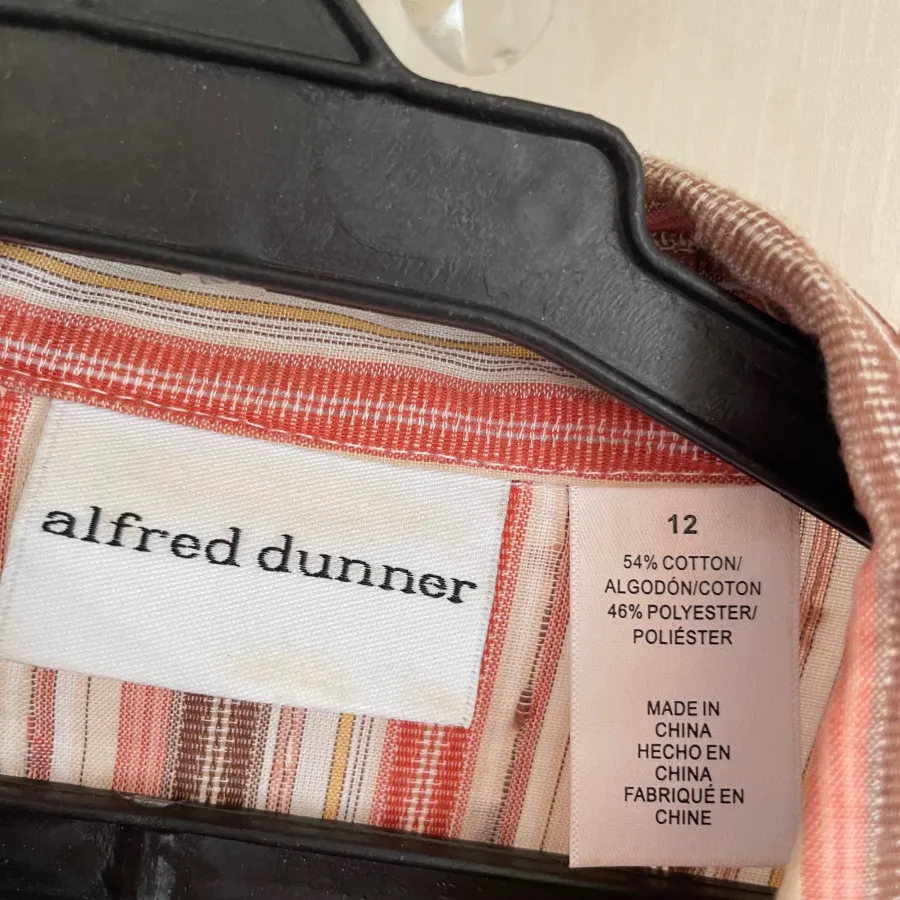 alfred dunner
12
54% COTTON/
ALGODÓN/COTON
46% POLYESTER/
POLIÉSTER
MADE IN
CHINA
HECHO EN
CHINA
FABRIQUÉ EN
CHINE